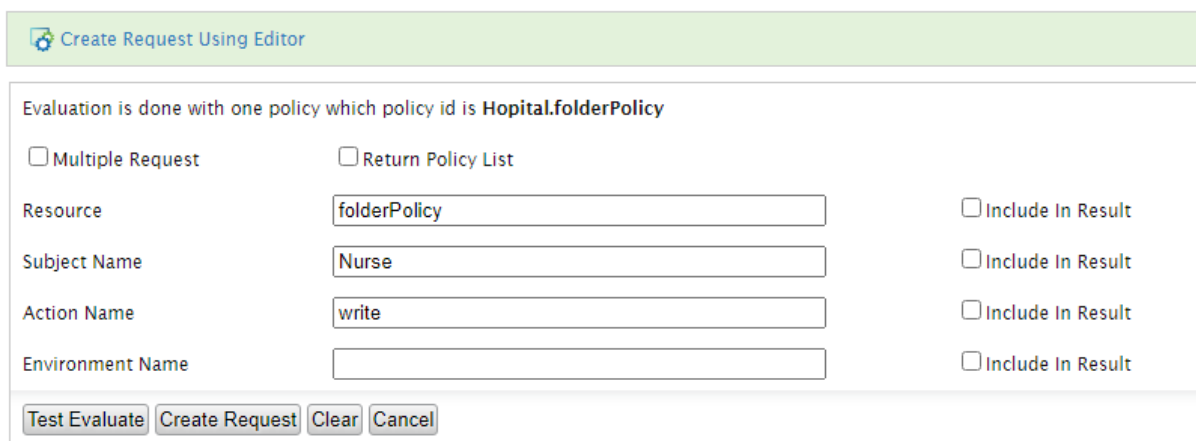 Create Request Using Editor
Evaluation is done with one policy which policy id is Hopital.folderPolicy
Multiple Request Return Policy List
Resource folderPolicy Include In Result
Subject Name Nurse Include In Result
Action Name write Include In Result
Environment Name Include In Result
Test Evaluate Create Request Clear Cancel